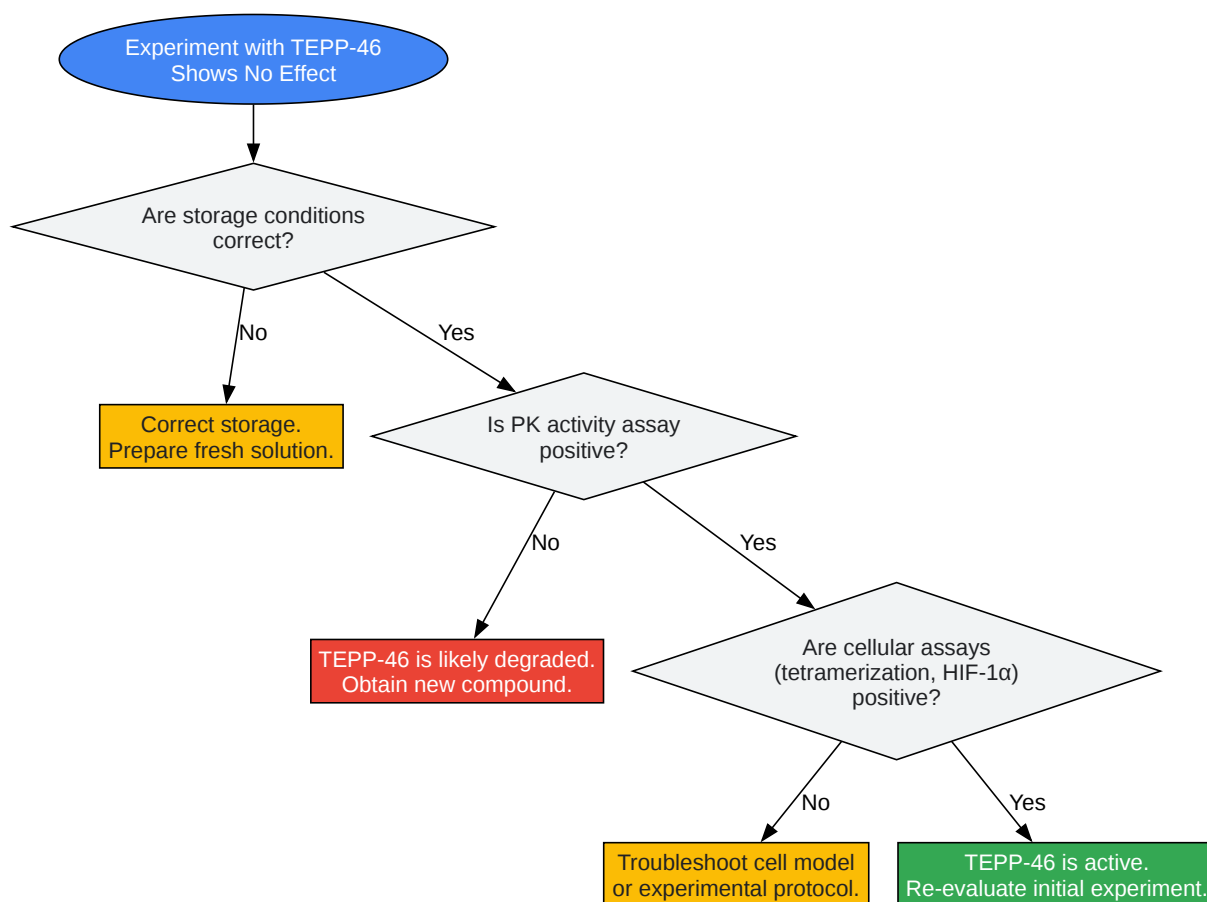 Experiment with TEPP-46
Shows No Effect
Are storage conditions
correct?
No
Yes
Correct storage.
Prepare fresh solution.
Is PK activity assay
positive?
No
Yes
TEPP-46 is likely degraded.
Obtain new compound.
Are cellular assays
(tetramerization, HIF-1α)
positive?
No
Yes
Troubleshoot cell model
or experimental protocol.
TEPP-46 is active.
Re-evaluate initial experiment.